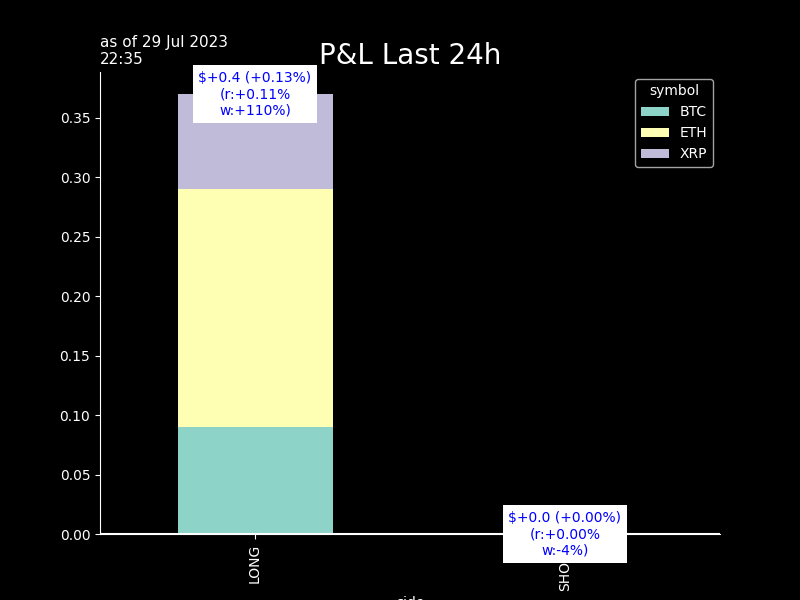 as of 29 Jul 2023
22:35
P&L Last 24h
$+0.4 (+0.13%)
(r:+0.11%
w:+110%)
symbol
BTC
ETH
XRP
0.35
0.30
0.25
0.20
0.15
0.10
0.05
0.00
$+0.0 (+0.00%)
(r:+0.00%
w:-4%)
LONG
SHO